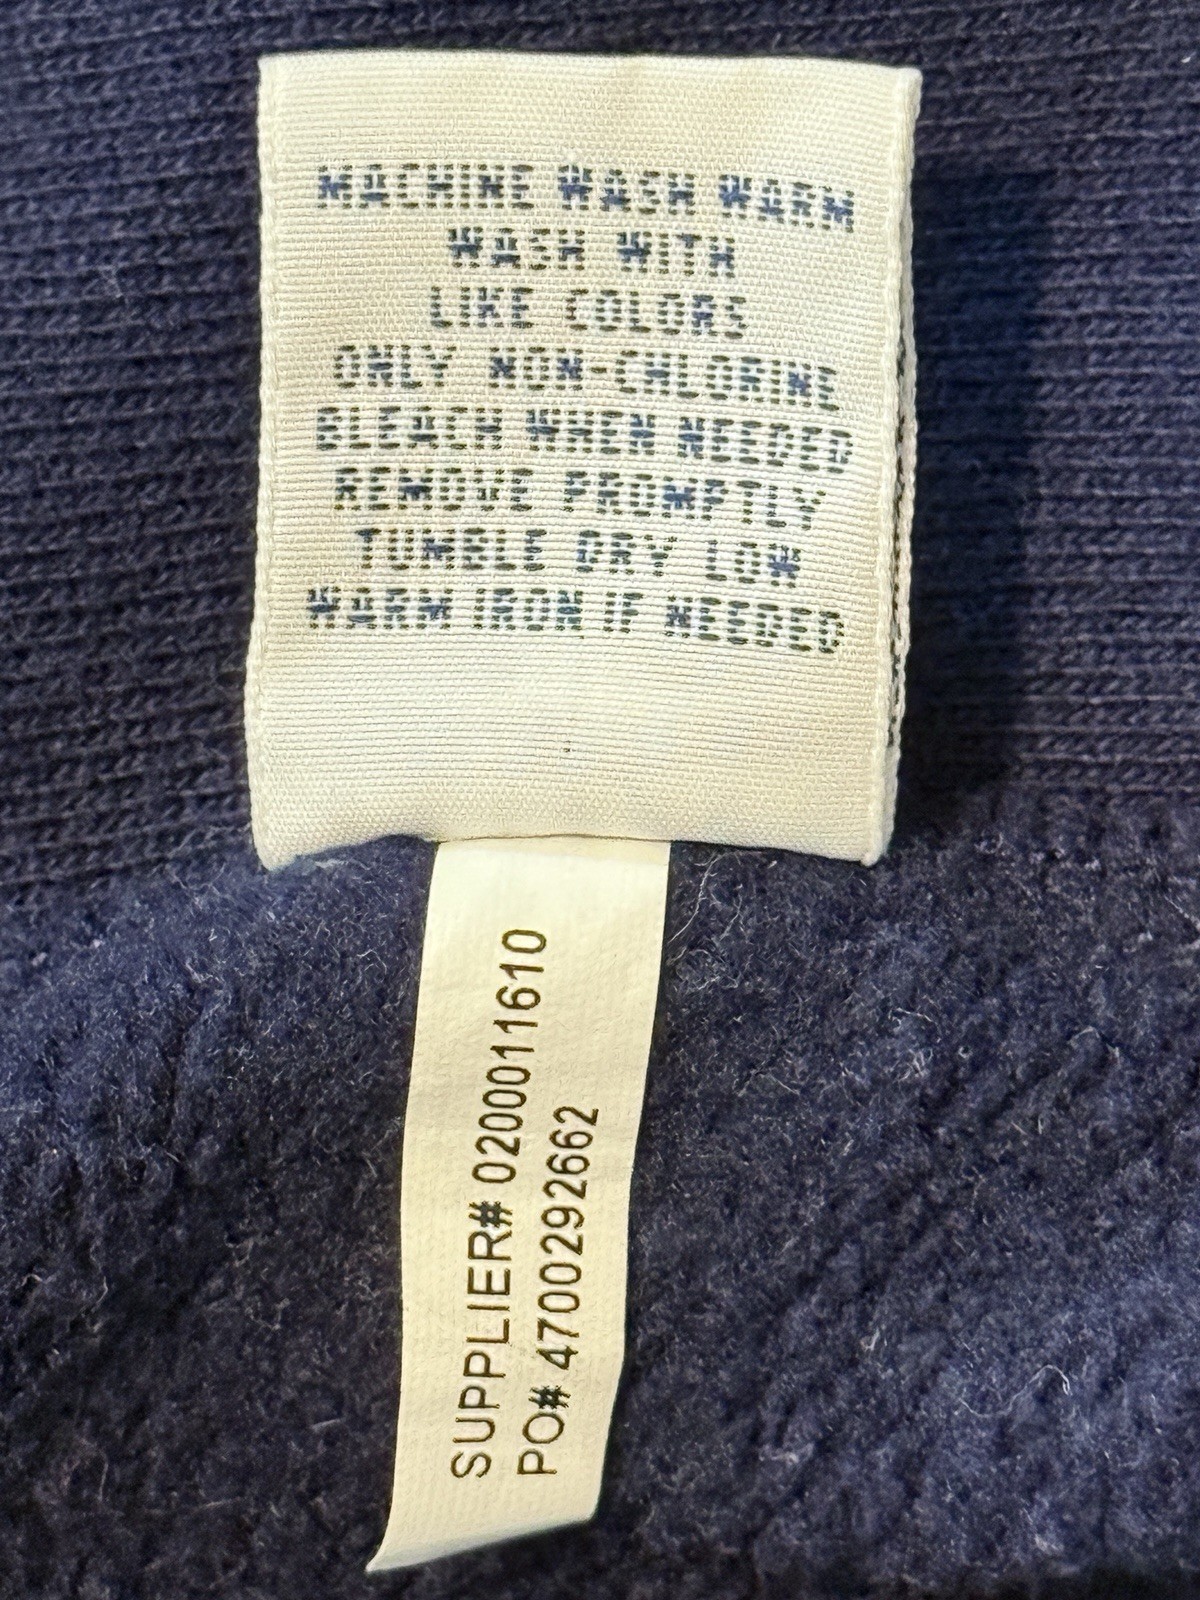 MACHINE WASH WARM
WASH WITH
LIKE COLORS
ONLY NON-CHLORINE
BLEACH WHEN NEEDED
REMOVE PROMPTLY
TUMBLE DRY LOW
WARM IRON IF NEEDED
SUPPLIER# 0200011610
PO# 4700292662